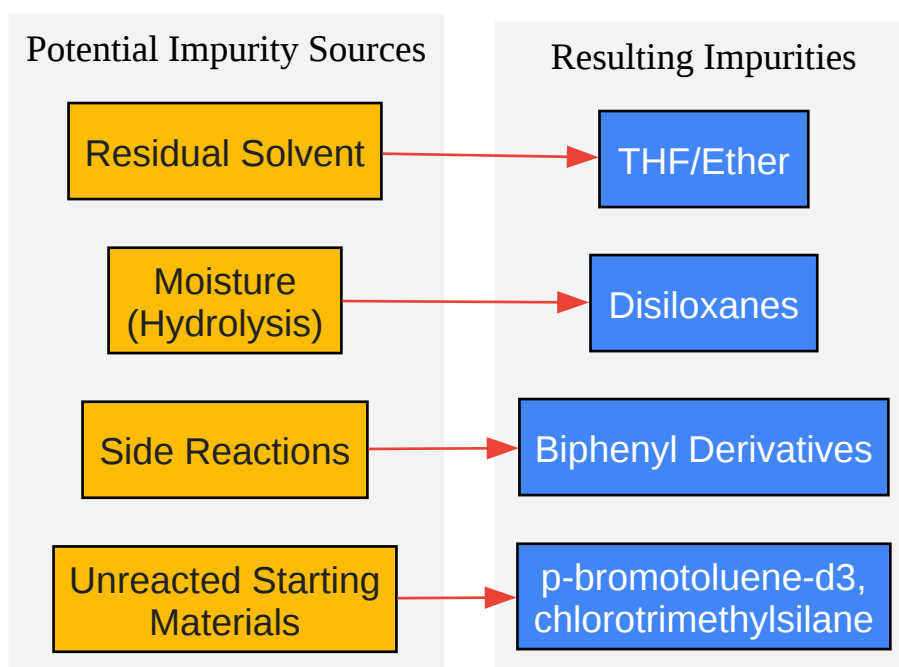 Potential Impurity Sources
Resulting Impurities
Residual Solvent
THF/Ether
Moisture
(Hydrolysis)
Disiloxanes
Side Reactions
Biphenyl Derivatives
Unreacted Starting
Materials
p-bromotoluene-d3,
chlorotrimethylsilane